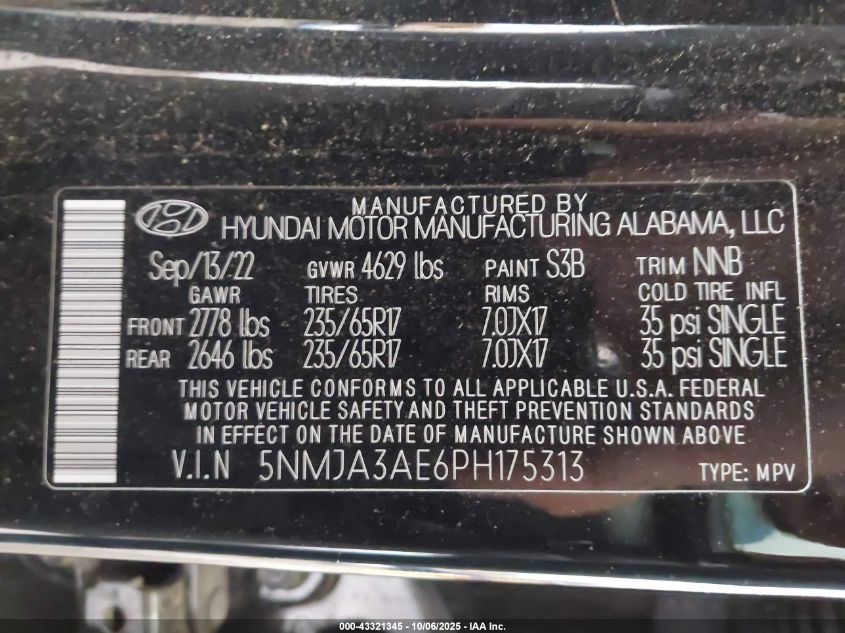 MANUFACTURED BY
HYUNDAI MOTOR MANUFACTURING ALABAMA, LLC
Sep/13/22 GVWR 4629 lbs PAINT S3B TRIM NNB
GAWR TIRES RIMS COLD TIRE INFL
FRONT 2778 lbs 235/65R17 7.0JX17 35 psi SINGLE
REAR 2646 lbs 235/65R17 7.0JX17 35 psi SINGLE
THIS VEHICLE CONFORMS TO ALL APPLICABLE U.S.A. FEDERAL
MOTOR VEHICLE SAFETY AND THEFT PREVENTION STANDARDS
IN EFFECT ON THE DATE OF MANUFACTURE SHOWN ABOVE
V.I.N 5NMJA3AE6PH175313 TYPE: MPV
000-43321345 | 10/06/2025 - IAA Inc.